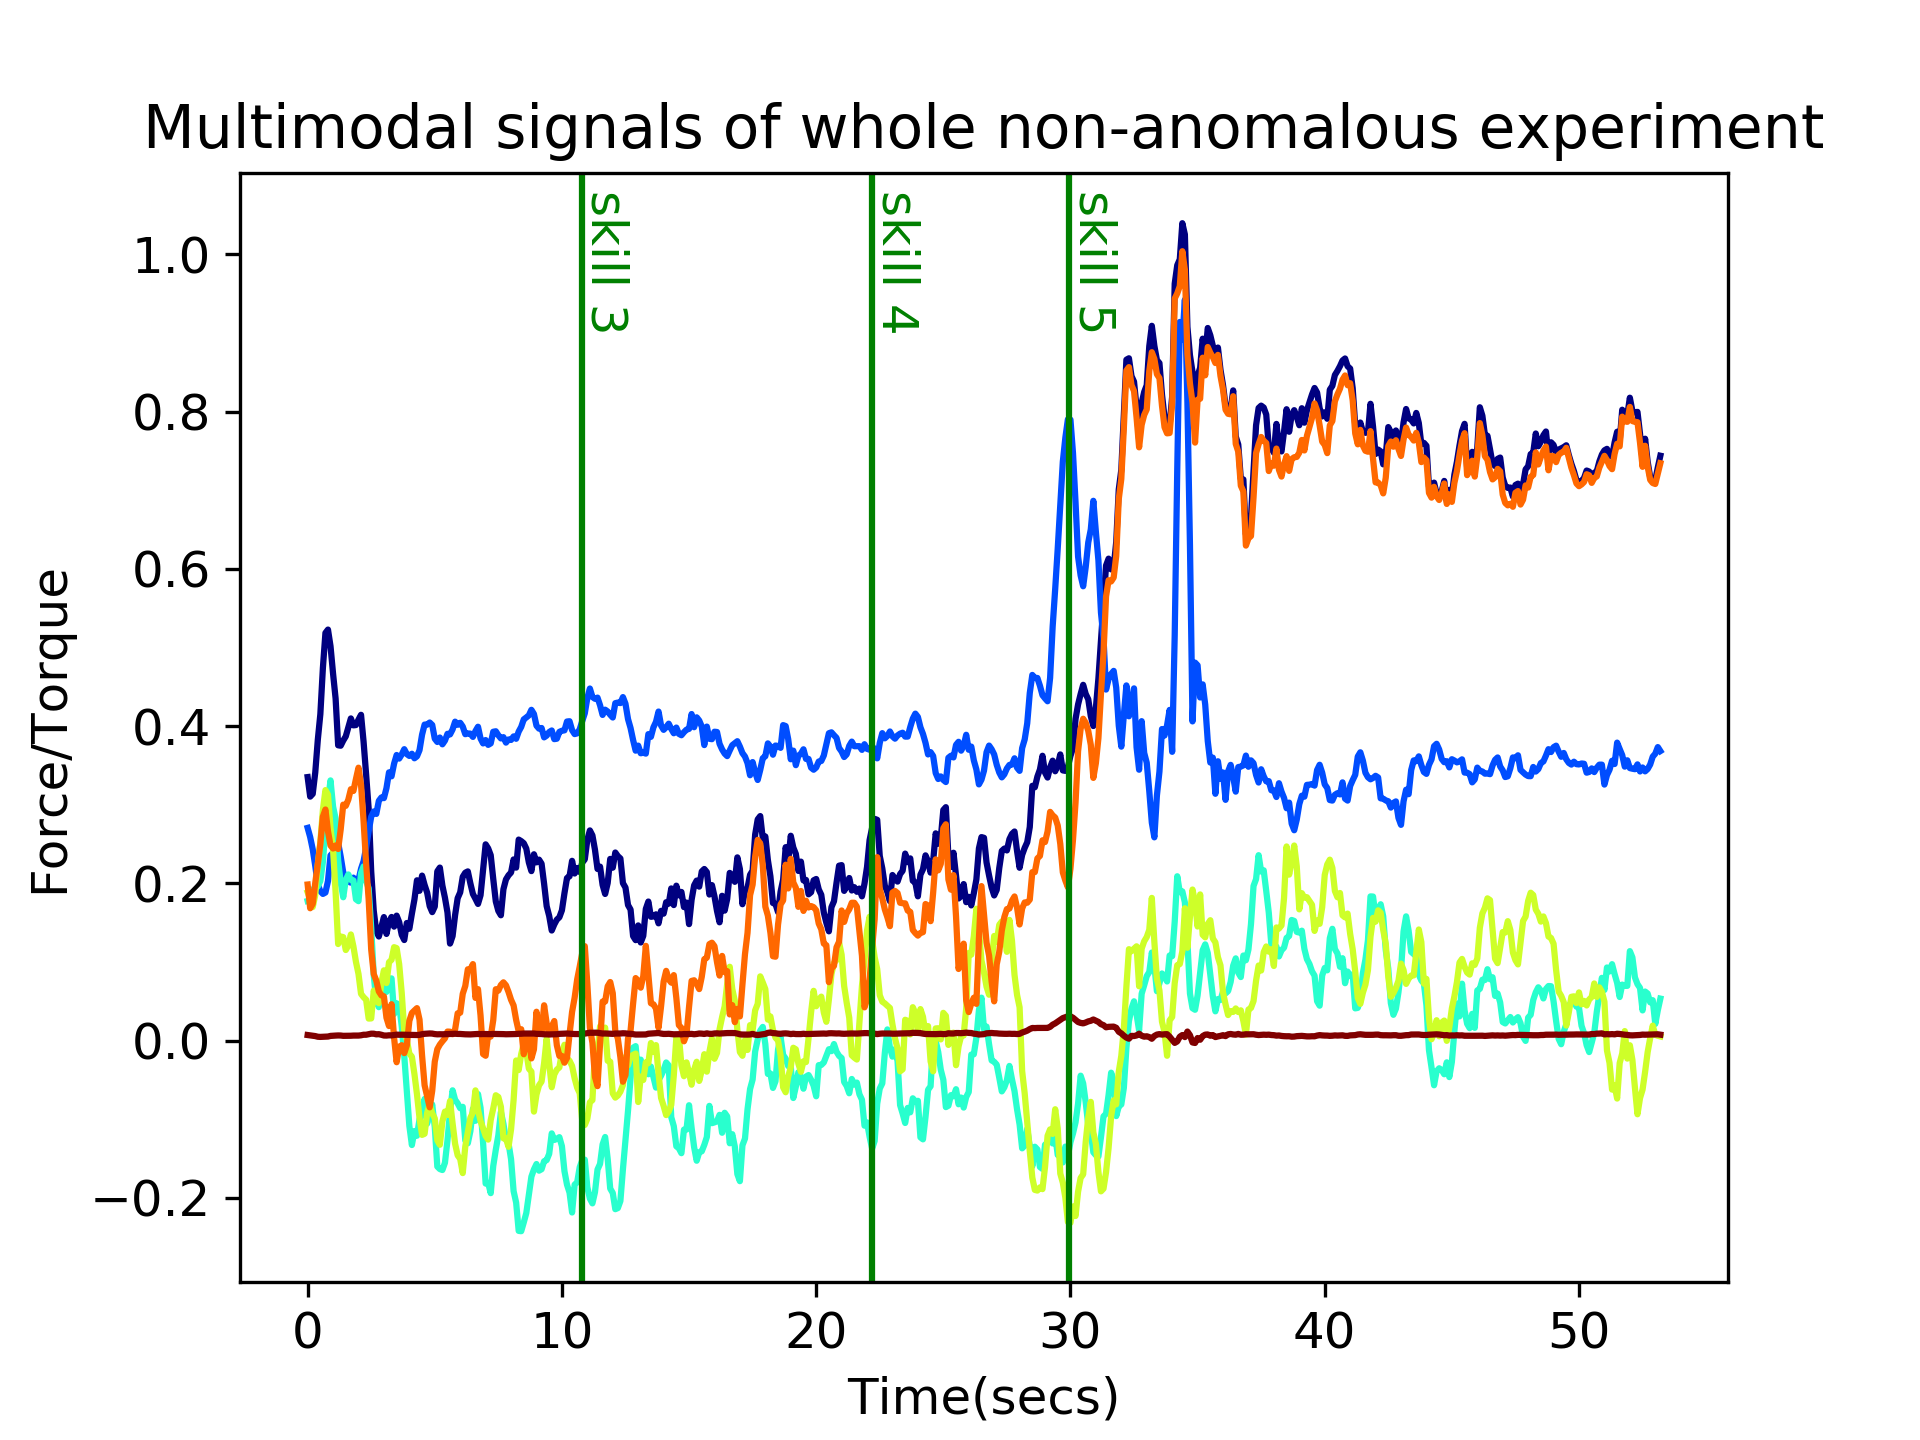 Multimodal signals of whole non-anomalous experiment
skill 3
skill 4
skill 5
Force/Torque
1.0
0.8
0.6
0.4
0.2
0.0
−0.2
0
10
20
30
40
50
Time(secs)